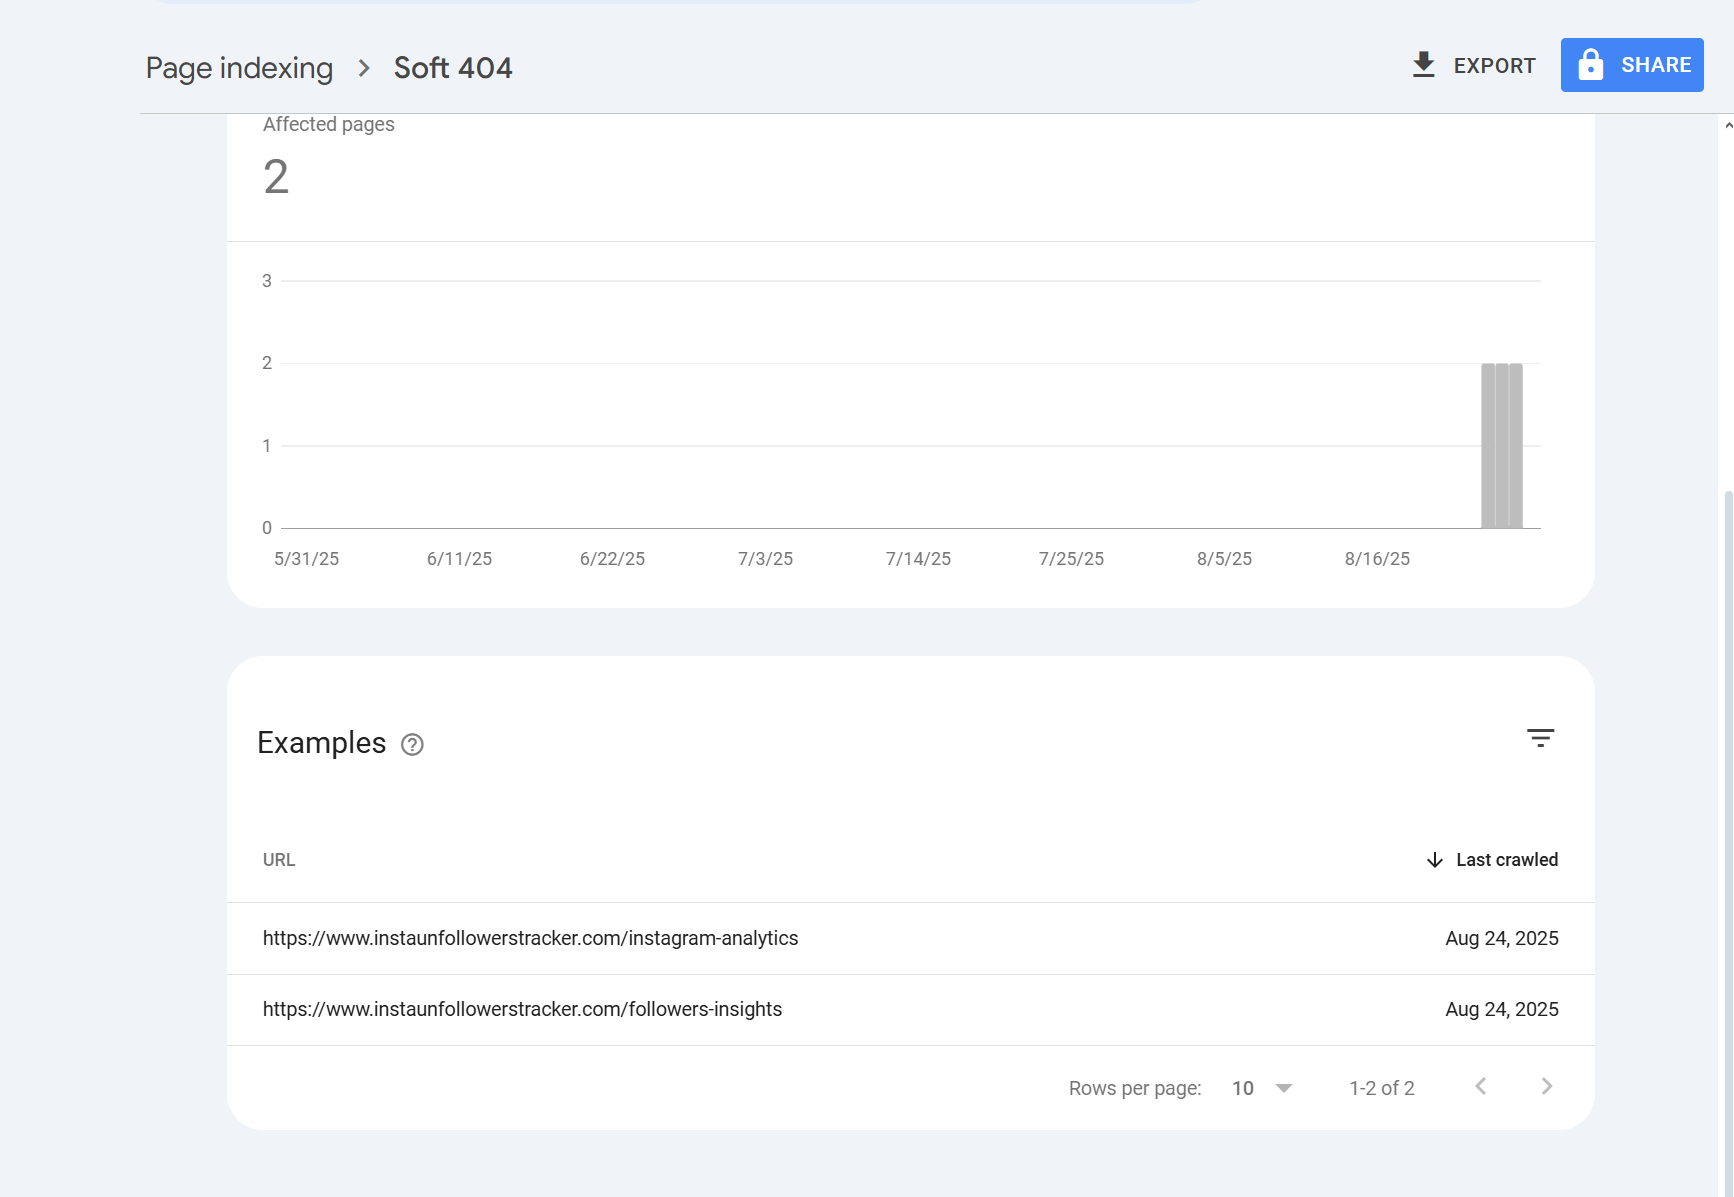 Page indexing > Soft 404
EXPORT
SHARE
Affected pages
2
3
2
1
0
5/31/25 6/11/25 6/22/25 7/3/25 7/14/25 7/25/25 8/5/25 8/16/25
Examples ?
URL Last crawled
https://www.instaunfollowerstracker.com/instagram-analytics Aug 24, 2025
https://www.instaunfollowerstracker.com/followers-insights Aug 24, 2025
Rows per page: 10 1-2 of 2